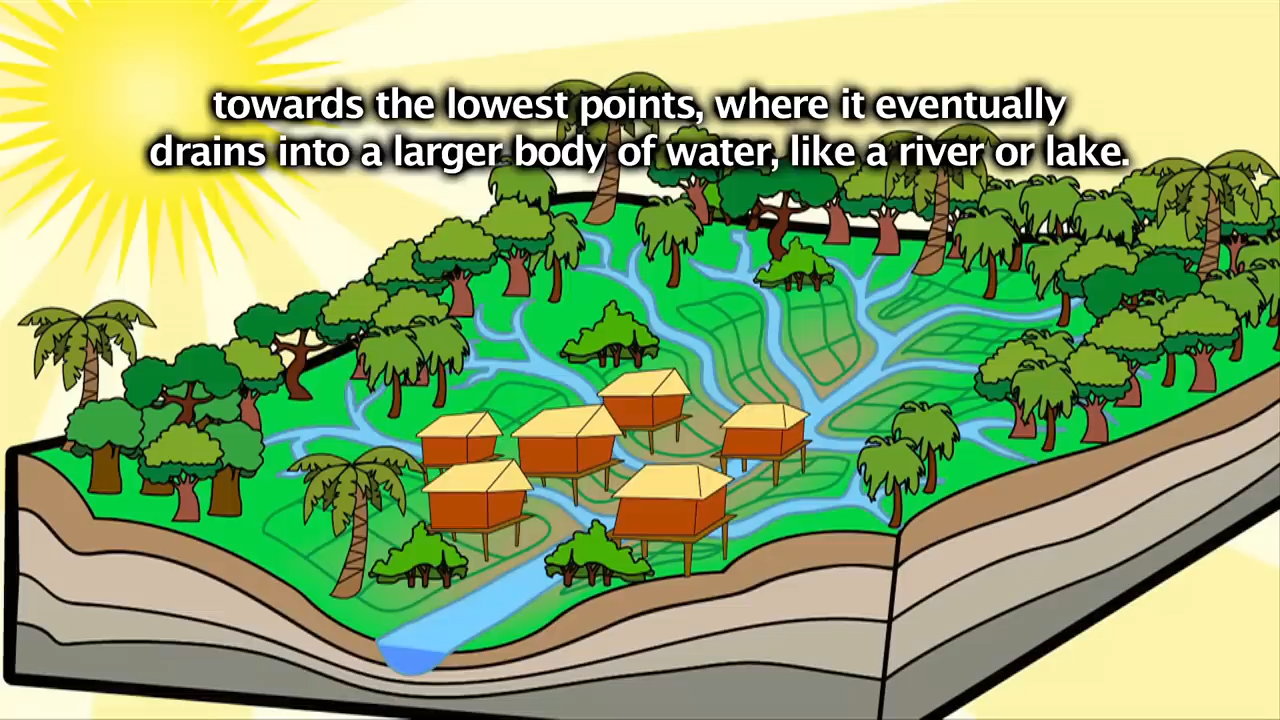 towards the lowest points, where it eventually
drains into a larger body of water, like a river or lake.